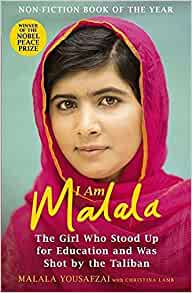 NON-FICTION BOOK OF THE YEAR
WINNER
OF THE
NOBEL
PEACE
PRIZE
I Am
Malala
The Girl Who Stood Up
for Education and Was
Shot by the Taliban
MALALA YOUSAFZAI WITH CHRISTINA LAMB